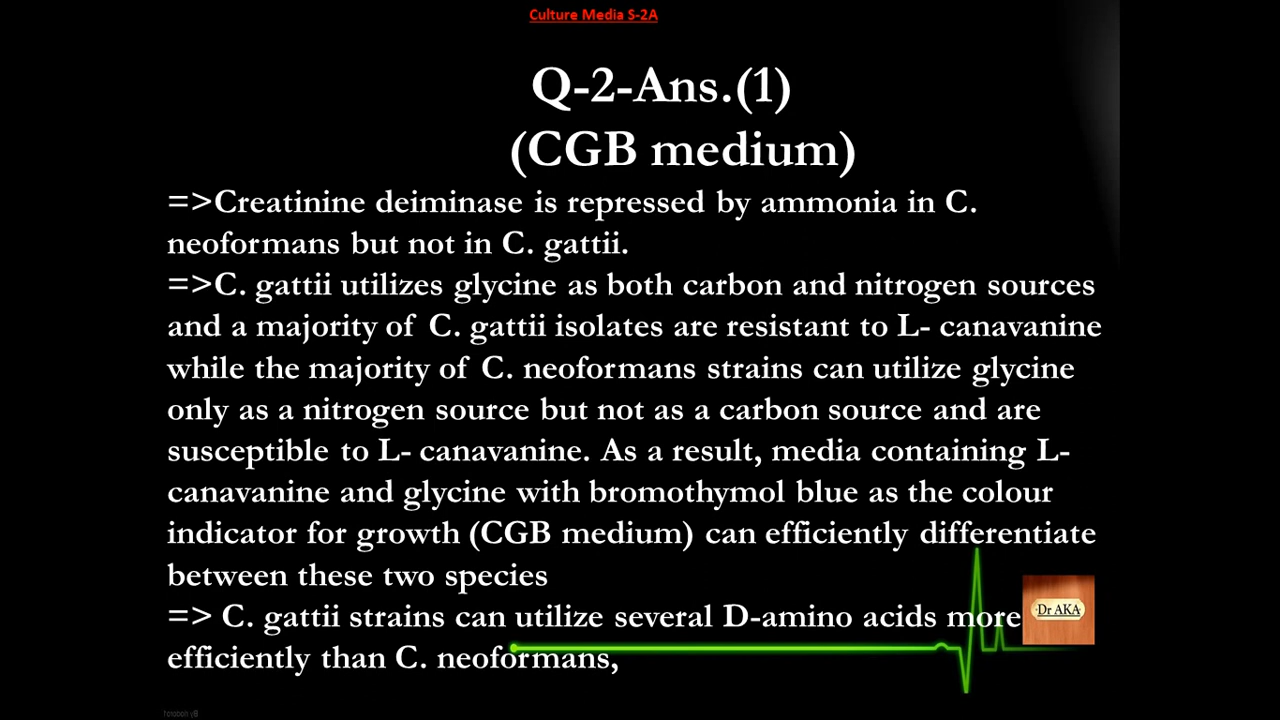 Culture Media S-2A
Q-2-Ans.(1)
(CGB medium)
=>Creatinine deiminase is repressed by ammonia in C.
neoformans but not in C. gattii.
=>C. gattii utilizes glycine as both carbon and nitrogen sources
and a majority of C. gattii isolates are resistant to L- canavanine
while the majority of C. neoformans strains can utilize glycine
only as a nitrogen source but not as a carbon source and are
susceptible to L- canavanine. As a result, media containing L-
canavanine and glycine with bromothymol blue as the colour
indicator for growth (CGB medium) can efficiently differentiate
between these two species
=> C. gattii strains can utilize several D-amino acids more
efficiently than C. neoformans,
Dr AKA